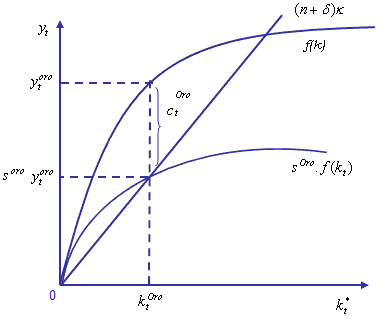 (n + δ)κ
y_t
f(k)
y_t^oro
c_t^Oro
s^oro y_t^oro
s^Oro . f(k_t)
0
k_t^Oro
k_t^*